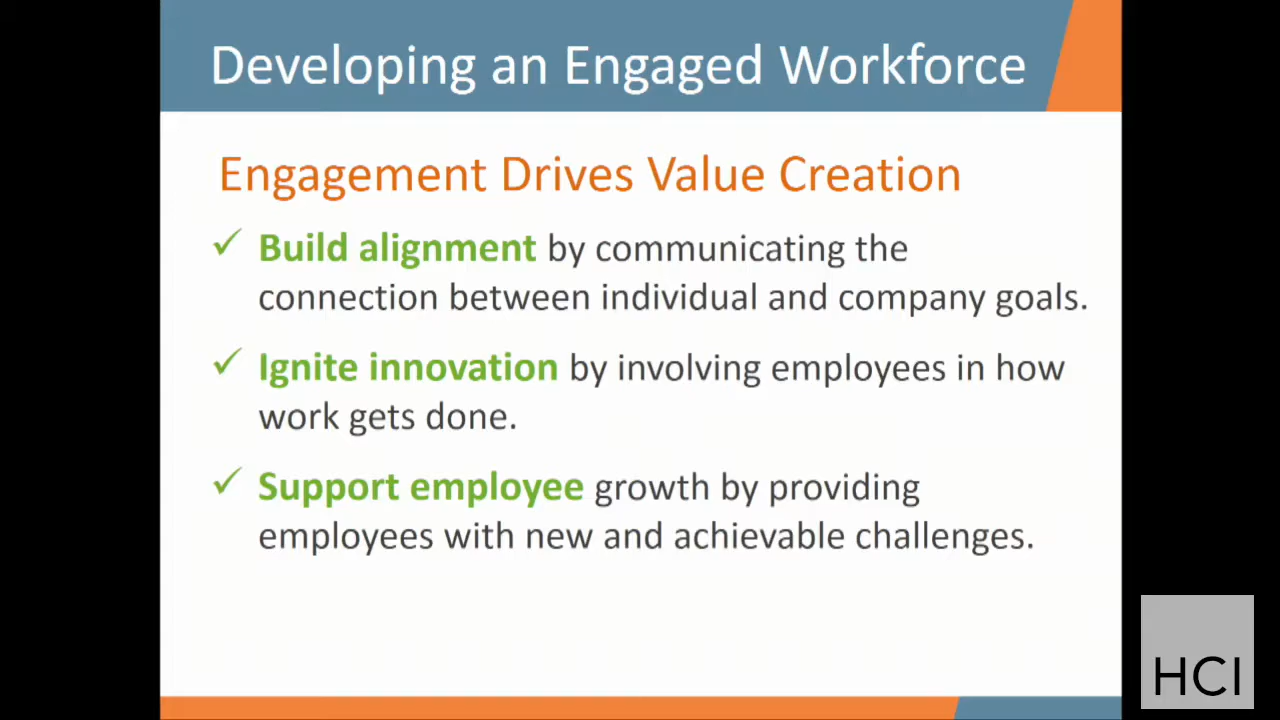 Developing an Engaged Workforce
Engagement Drives Value Creation
✓ Build alignment by communicating the
connection between individual and company goals.
✓ Ignite innovation by involving employees in how
work gets done.
✓ Support employee growth by providing
employees with new and achievable challenges.
HCI